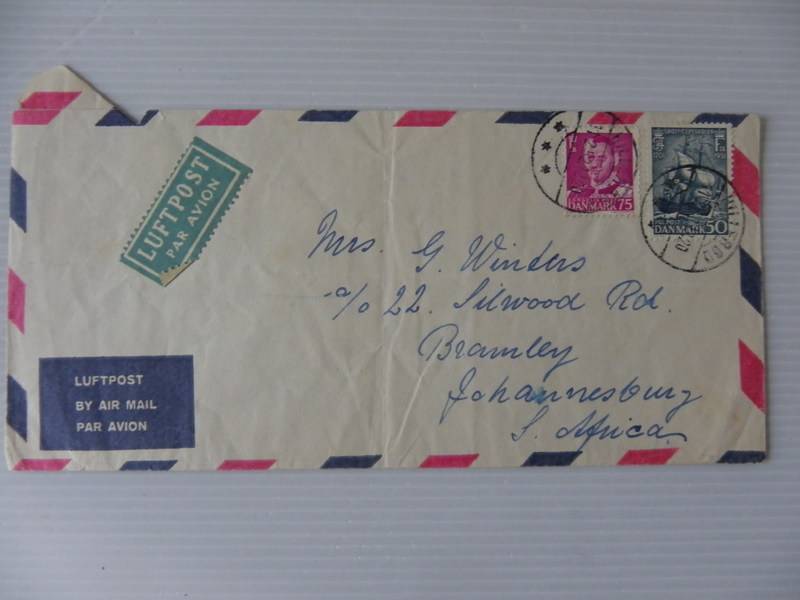 LUFTPOST
PAR AVION
DANMARK 75
DANMARK 50
Mrs. G. Winters
a/o 22. Silwood Rd.
Bramley
Johannesburg
S. Africa
LUFTPOST
BY AIR MAIL
PAR AVION